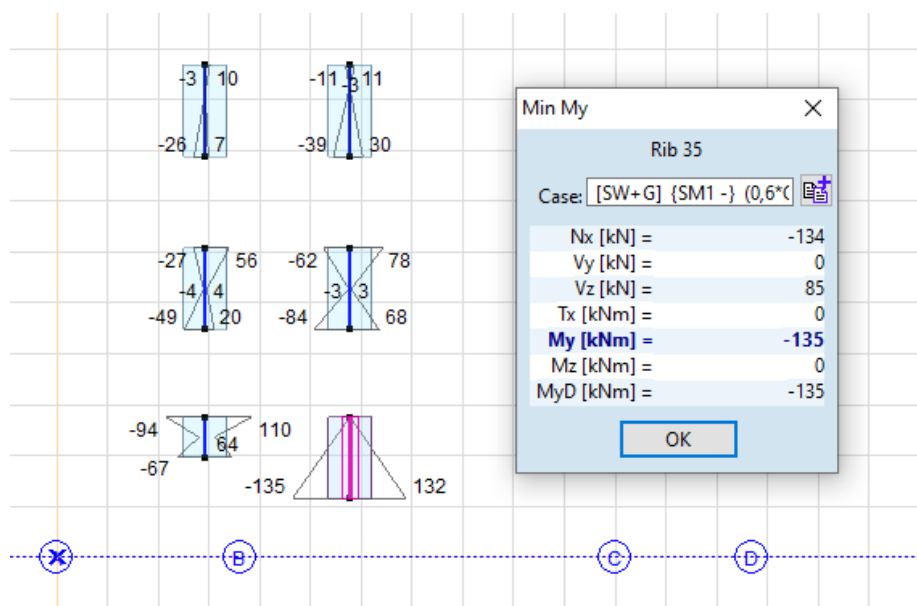 -3 10
-11 -3 11
-26 7
-39 30
Min My
Rib 35
Case: [SW+G] {SM1 -} (0,6*
Nx [kN] = -134
Vy [kN] = 0
Vz [kN] = 85
Tx [kNm] = 0
My [kNm] = -135
Mz [kNm] = 0
MyD [kNm] = -135
OK
-27 56
-62 78
-4 4
-3 3
-49 20
-84 68
-94 110
64
-67
-135 132
X B C D